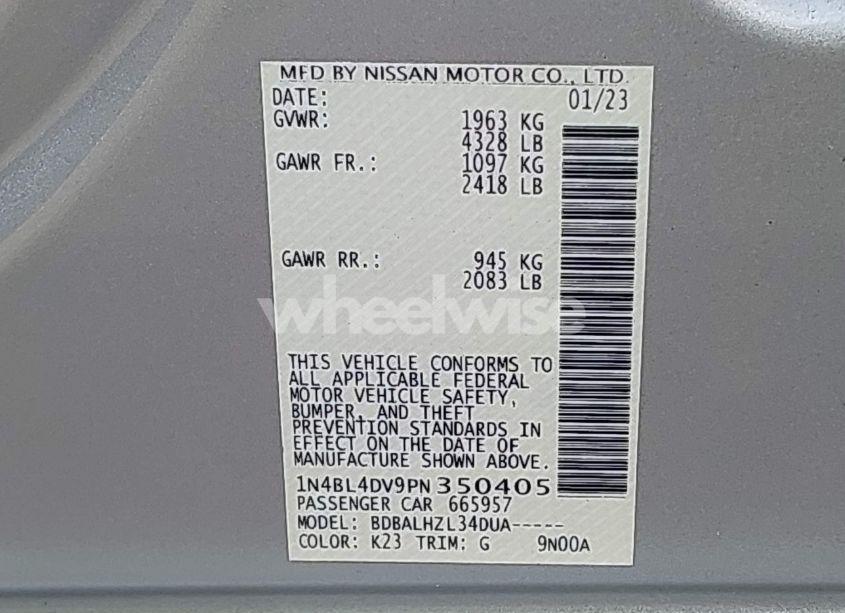 MFD BY NISSAN MOTOR CO., LTD.
DATE: 01/23
GVWR: 1963 KG
4328 LB
GAWR FR.: 1097 KG
2418 LB
GAWR RR.: 945 KG
2083 LB
wheelwise
THIS VEHICLE CONFORMS TO
ALL APPLICABLE FEDERAL
MOTOR VEHICLE SAFETY,
BUMPER, AND THEFT
PREVENTION STANDARDS IN
EFFECT ON THE DATE OF
MANUFACTURE SHOWN ABOVE.
1N4BL4DV9PN350405
PASSENGER CAR 665957
MODEL: BDBALHZL34DUA-----
COLOR: K23 TRIM: G 9N00A